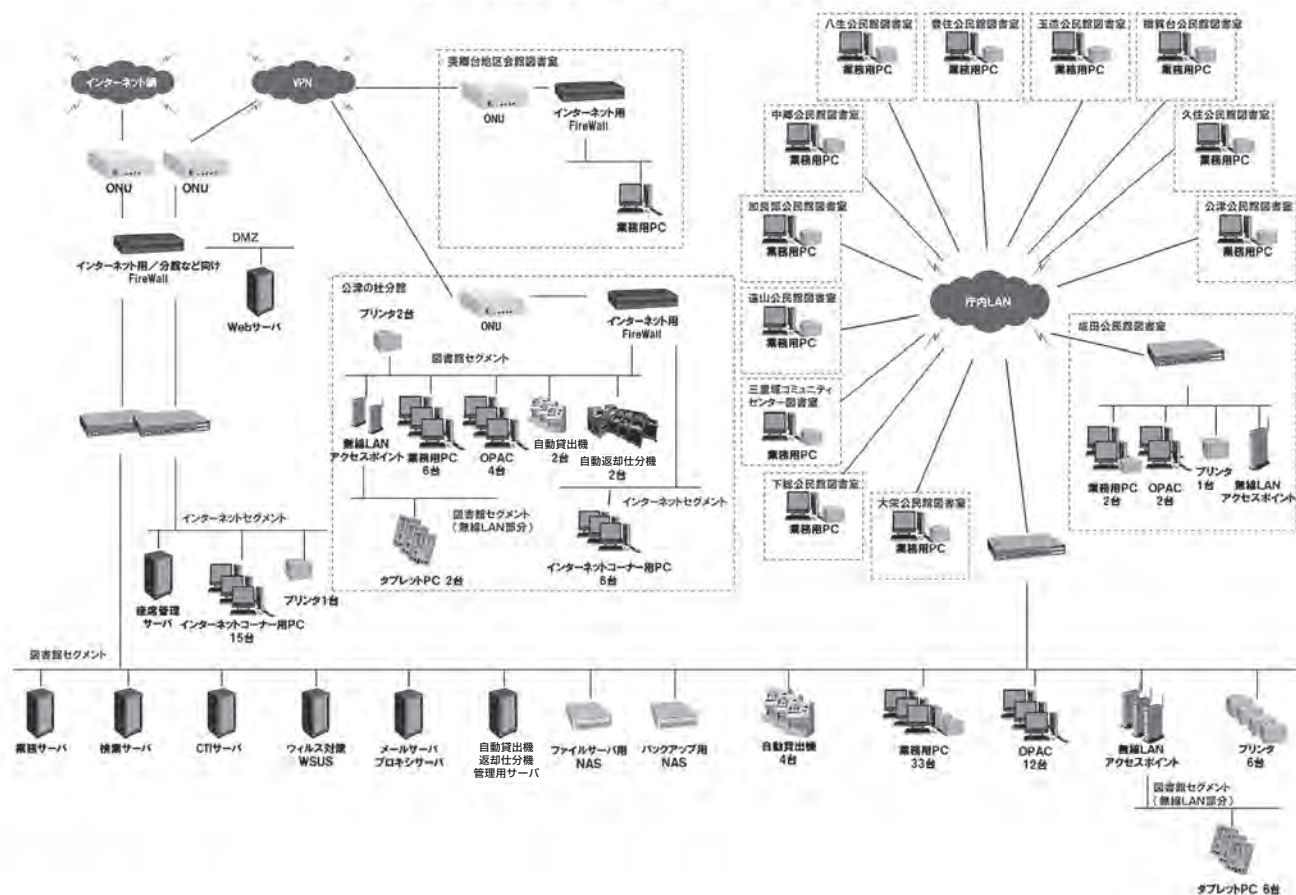 インターネット網
VPN
ONU
ONU
インターネット用／分館など向け
FireWall
DMZ
Webサーバ
美郷台地区会館図書室
ONU
インターネット用
FireWall
業務用PC
公津の杜分館
プリンタ2台
ONU
インターネット用
FireWall
図書館セグメント
無線LAN
アクセスポイント
業務用PC
6台
OPAC
4台
自動貸出機
2台
自動返却仕分機
2台
図書館セグメント
（無線LAN部分）
タブレットPC 2台
インターネットセグメント
インターネットコーナー用PC
6台
インターネットセグメント
座席管理
サーバ
インターネットコーナー用PC
15台
プリンタ1台
八生公民館図書室
業務用PC
豊住公民館図書室
業務用PC
玉造公民館図書室
業務用PC
橋賀台公民館図書室
業務用PC
中郷公民館図書室
業務用PC
久住公民館図書室
業務用PC
加良部公民館図書室
業務用PC
公津公民館図書室
業務用PC
遠山公民館図書室
業務用PC
庁内LAN
三里塚コミュニティ
センター図書室
業務用PC
下総公民館図書室
業務用PC
大栄公民館図書室
業務用PC
成田公民館図書室
業務用PC
2台
OPAC
2台
プリンタ
1台
無線LAN
アクセスポイント
図書館セグメント
業務サーバ
検索サーバ
CTIサーバ
ウィルス対策
WSUS
メールサーバ
プロキシサーバ
自動貸出機
返却仕分機
管理用サーバ
ファイルサーバ用
NAS
バックアップ用
NAS
自動貸出機
4台
業務用PC
33台
OPAC
12台
無線LAN
アクセスポイント
プリンタ
6台
図書館セグメント
（無線LAN部分）
タブレットPC 6台